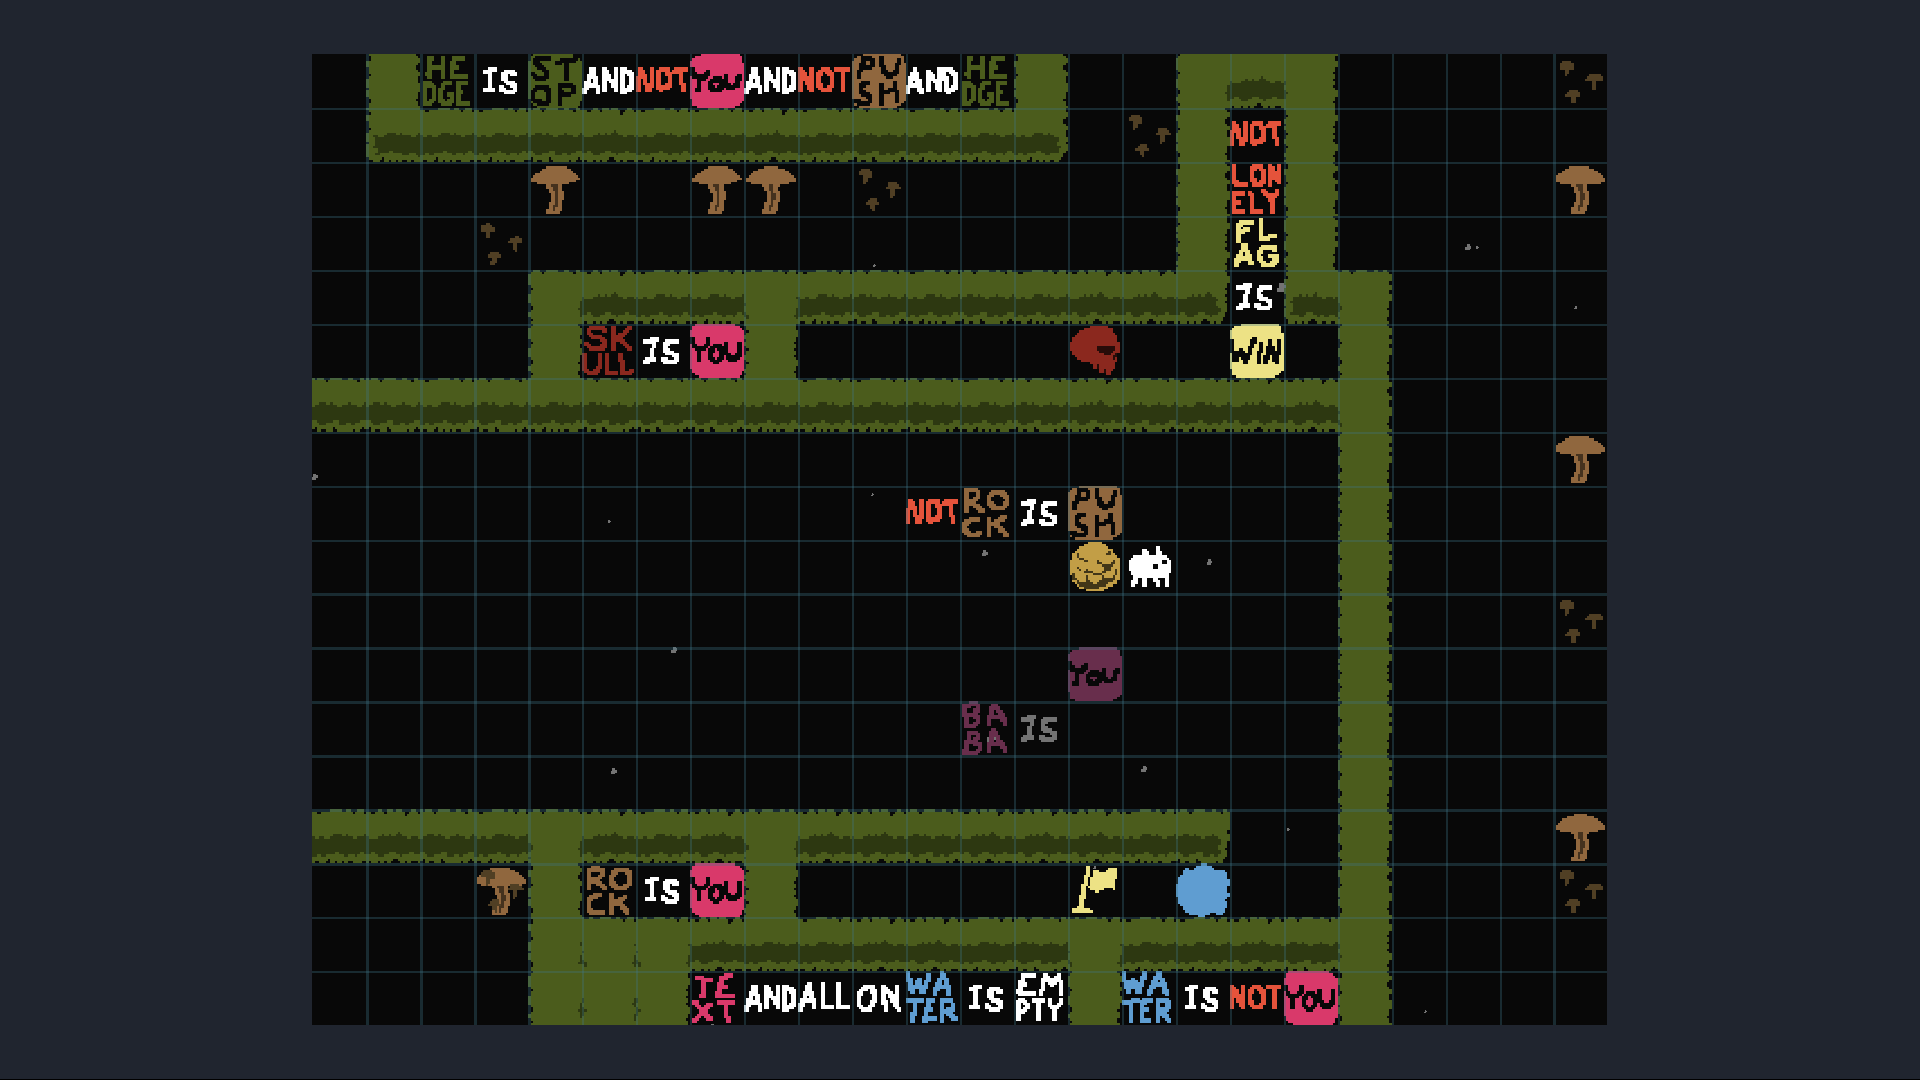 HEDGE IS STOP AND NOT YOU AND NOT PUSH AND HEDGE
NOT
LONELY
FLAG
IS
SKULL IS YOU
WIN
NOT ROCK IS PUSH
YOU
BABA IS
ROCK IS YOU
TEXT AND ALL ON WATER IS EMPTY
WATER IS NOT YOU